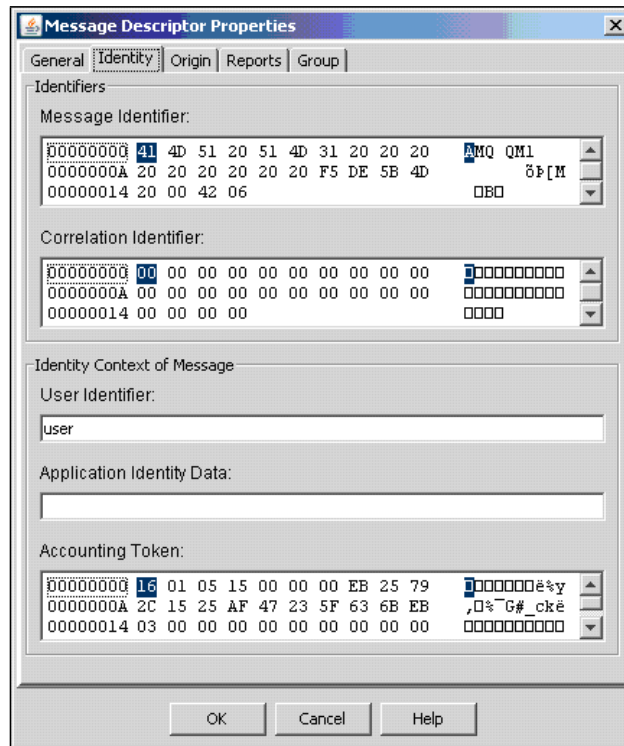 Message Descriptor Properties
General Identity Origin Reports Group
Identifiers
Message Identifier:
00000000 41 4D 51 20 51 4D 31 20 20 20 AMQ QM1
0000000A 20 20 20 20 20 20 F5 DE 5B 4D õÞ[M
00000014 20 00 42 06 □B□
Correlation Identifier:
00000000 00 00 00 00 00 00 00 00 00 00 □□□□□□□□□□
0000000A 00 00 00 00 00 00 00 00 00 00 □□□□□□□□□□
00000014 00 00 00 00 □□□□
Identity Context of Message
User Identifier:
user
Application Identity Data:
Accounting Token:
00000000 16 01 05 15 00 00 00 EB 25 79 □□□□□□□ë%y
0000000A 2C 15 25 AF 47 23 5F 63 6B EB ,□%¯G#_ckë
00000014 03 00 00 00 00 00 00 00 00 00 □□□□□□□□□□
OK Cancel Help